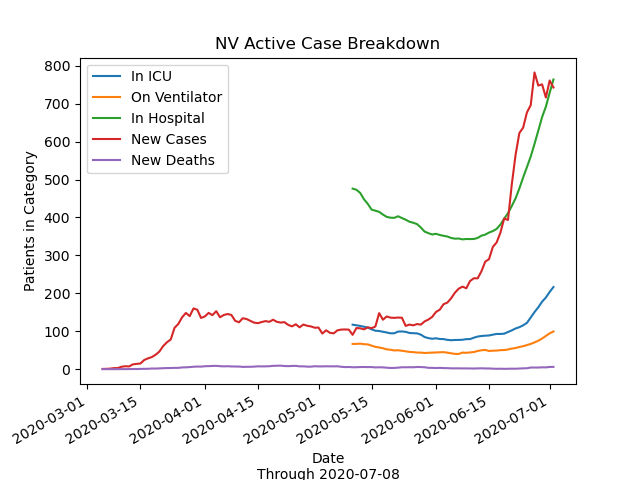 NV Active Case Breakdown
800
700
600
500
400
300
200
100
0
Patients in Category
In ICU
On Ventilator
In Hospital
New Cases
New Deaths
2020-03-01
2020-03-15
2020-04-01
2020-04-15
2020-05-01
2020-05-15
2020-06-01
2020-06-15
2020-07-01
Date
Through 2020-07-08